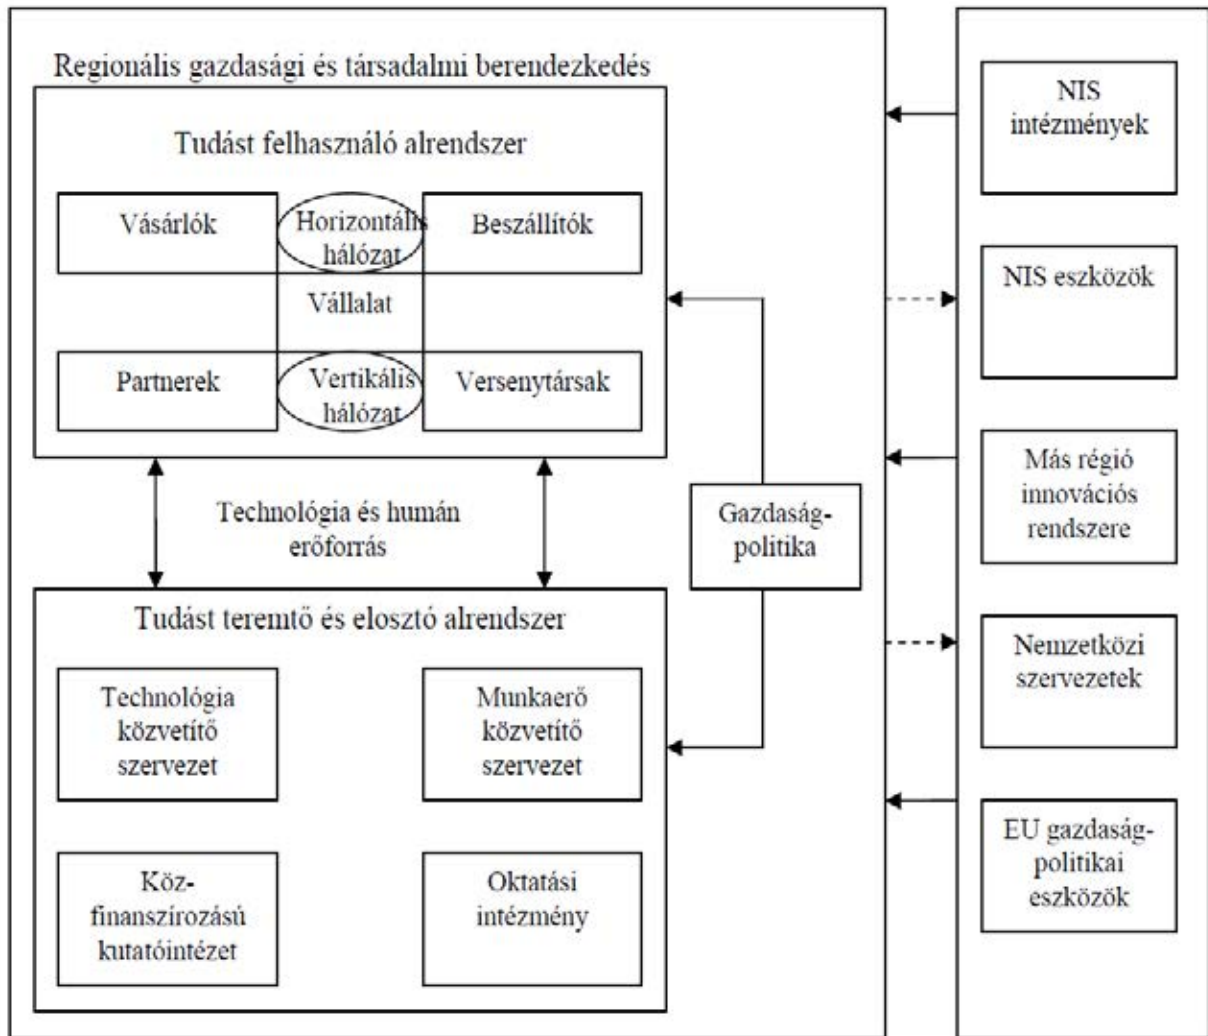 Regionális gazdasági és társadalmi berendezkedés
Tudást felhasználó alrendszer
Vásárlók
Horizontális
hálózat
Beszállítók
Vállalat
Partnerek
Vertikális
hálózat
Versenytársak
Technológia és humán
erőforrás
Gazdaság-
politika
Tudást teremtő és elosztó alrendszer
Technológia
közvetítő
szervezet
Munkaerő
közvetítő
szervezet
Köz-
finanszírozású
kutatóintézet
Oktatási
intézmény
NIS
intézmények
NIS eszközök
Más régió
innovációs
rendszere
Nemzetközi
szervezetek
EU gazdaság-
politikai
eszközök